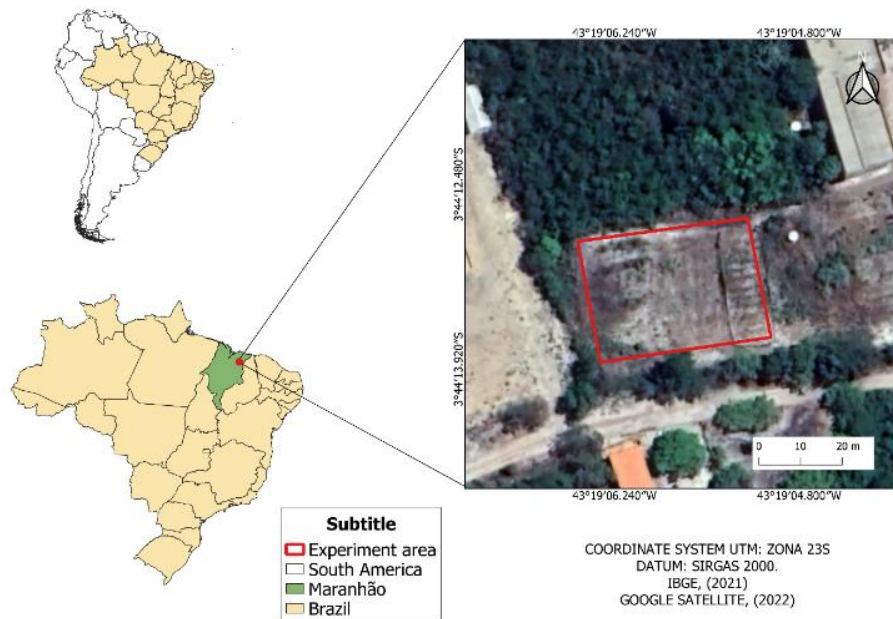 43°19′06.240″W 43°19′04.800″W
N
3°44′12.480″S
3°44′13.920″S
0 10 20 m
43°19′06.240″W 43°19′04.800″W
Subtitle
Experiment area
South America
Maranhão
Brazil
COORDINATE SYSTEM UTM: ZONA 23S
DATUM: SIRGAS 2000.
IBGE, (2021)
GOOGLE SATELLITE, (2022)